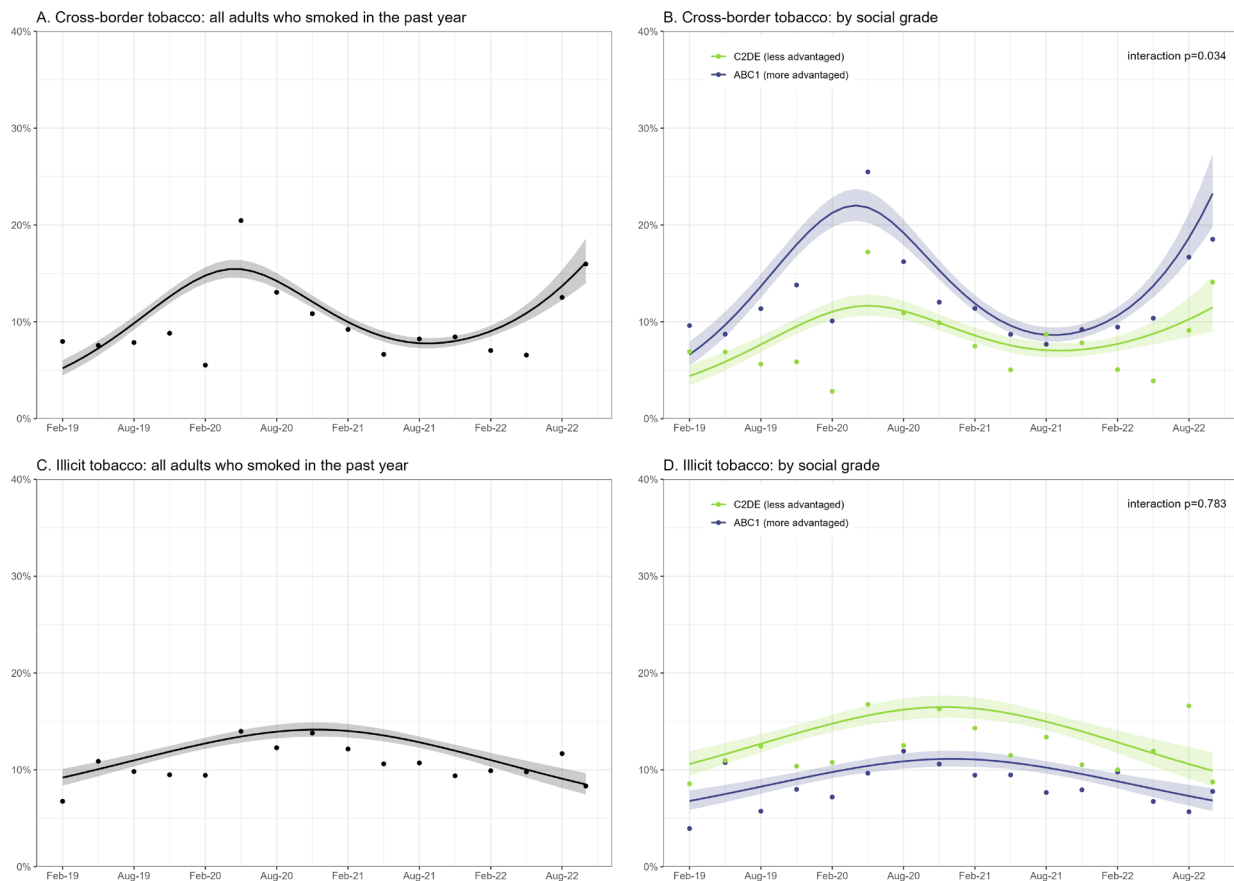 A. Cross-border tobacco: all adults who smoked in the past year
40%
30%
20%
10%
0%
Feb-19 Aug-19 Feb-20 Aug-20 Feb-21 Aug-21 Feb-22 Aug-22
B. Cross-border tobacco: by social grade
C2DE (less advantaged)
ABC1 (more advantaged)
interaction p=0.034
40%
30%
20%
10%
0%
Feb-19 Aug-19 Feb-20 Aug-20 Feb-21 Aug-21 Feb-22 Aug-22
C. Illicit tobacco: all adults who smoked in the past year
40%
30%
20%
10%
0%
Feb-19 Aug-19 Feb-20 Aug-20 Feb-21 Aug-21 Feb-22 Aug-22
D. Illicit tobacco: by social grade
C2DE (less advantaged)
ABC1 (more advantaged)
interaction p=0.783
40%
30%
20%
10%
0%
Feb-19 Aug-19 Feb-20 Aug-20 Feb-21 Aug-21 Feb-22 Aug-22